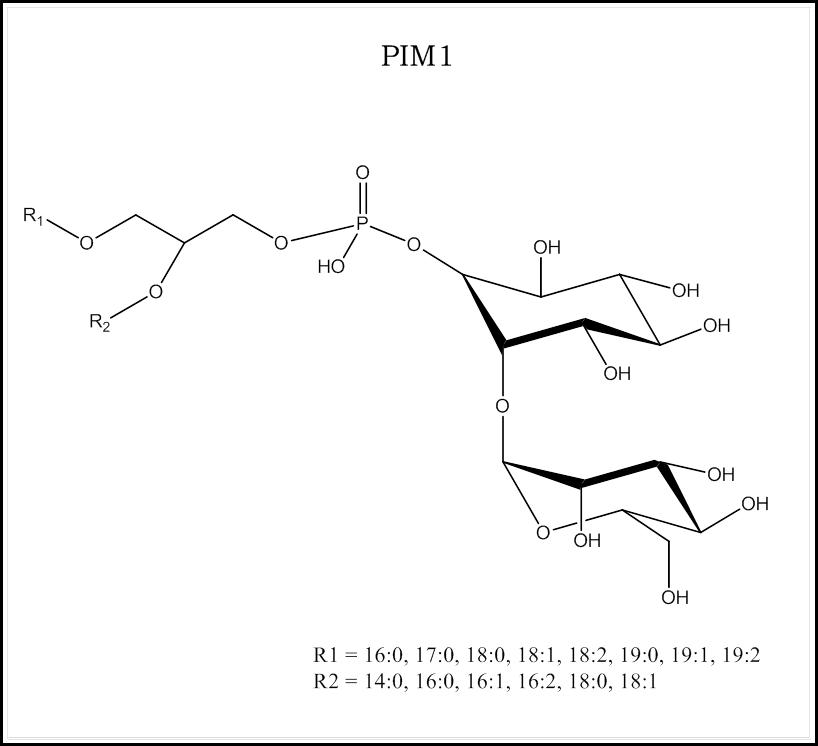 PIM1
O
R1 O O P O OH
HO
O OH
R2 OH
OH
O
OH
OH
O OH
OH
R1 = 16:0, 17:0, 18:0, 18:1, 18:2, 19:0, 19:1, 19:2
R2 = 14:0, 16:0, 16:1, 16:2, 18:0, 18:1